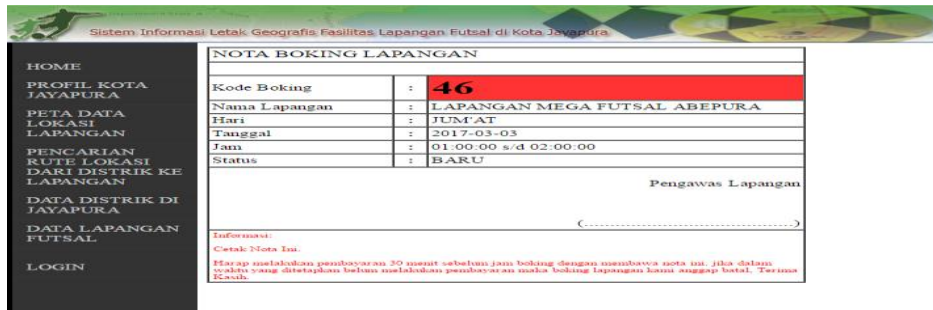 Sistem Informasi Letak Geografis Fasilitas Lapangan Futsal di Kota Jayapura
HOME
PROFIL KOTA
JAYAPURA
PETA DATA
LOKASI
LAPANGAN
PENCARIAN
RUTE LOKASI
DARI DISTRIK KE
LAPANGAN
DATA DISTRIK DI
JAYAPURA
DATA LAPANGAN
FUTSAL
LOGIN
NOTA BOKING LAPANGAN
Kode Boking : 46
Nama Lapangan : LAPANGAN MEGA FUTSAL ABEPURA
Hari : JUM'AT
Tanggal : 2017-03-03
Jam : 01:00:00 s/d 02:00:00
Status : BARU
Pengawas Lapangan
(.......................................)
Informasi:
Cetak Nota Ini.
Harap melakukan pembayaran 30 menit sebelum jam boking dengan membawa nota ini. jika dalam
waktu yang ditetapkan belum melakukan pembayaran maka boking lapangan kami anggap batal, Terima
Kasih.